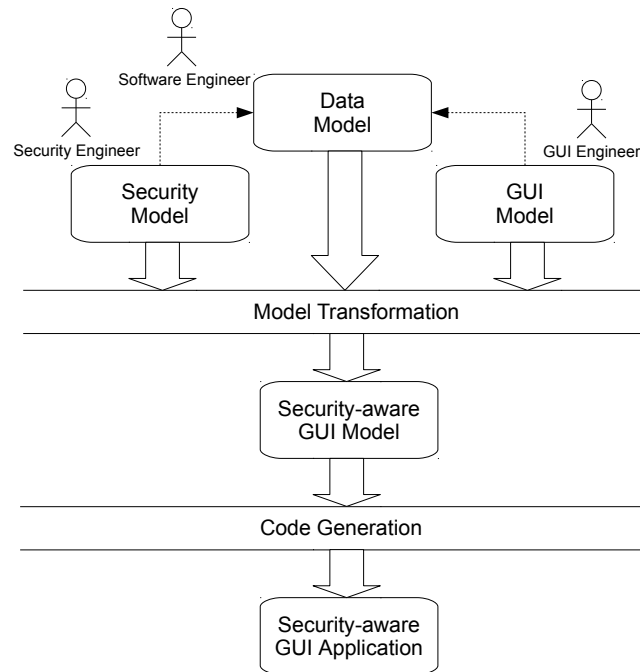 Software Engineer
Data
Model
Security Engineer
GUI Engineer
Security
Model
GUI
Model
Model Transformation
Security-aware
GUI Model
Code Generation
Security-aware
GUI Application